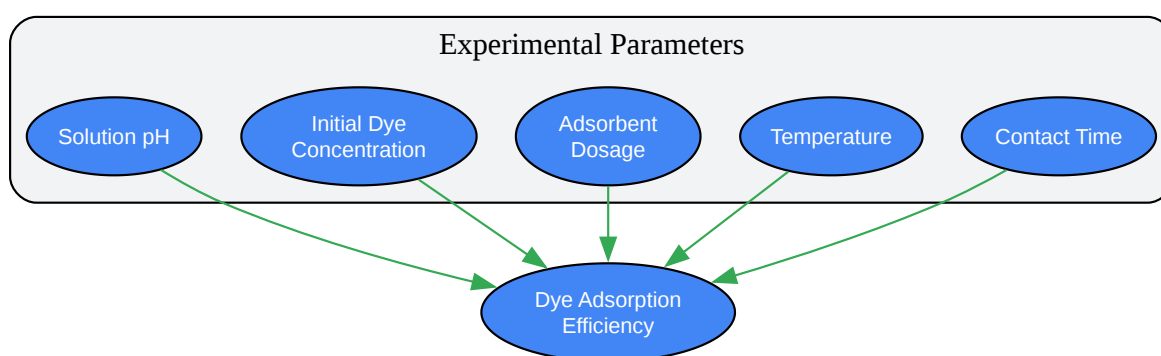 Experimental Parameters
Solution pH
Initial Dye
Concentration
Adsorbent
Dosage
Temperature
Contact Time
Dye Adsorption
Efficiency